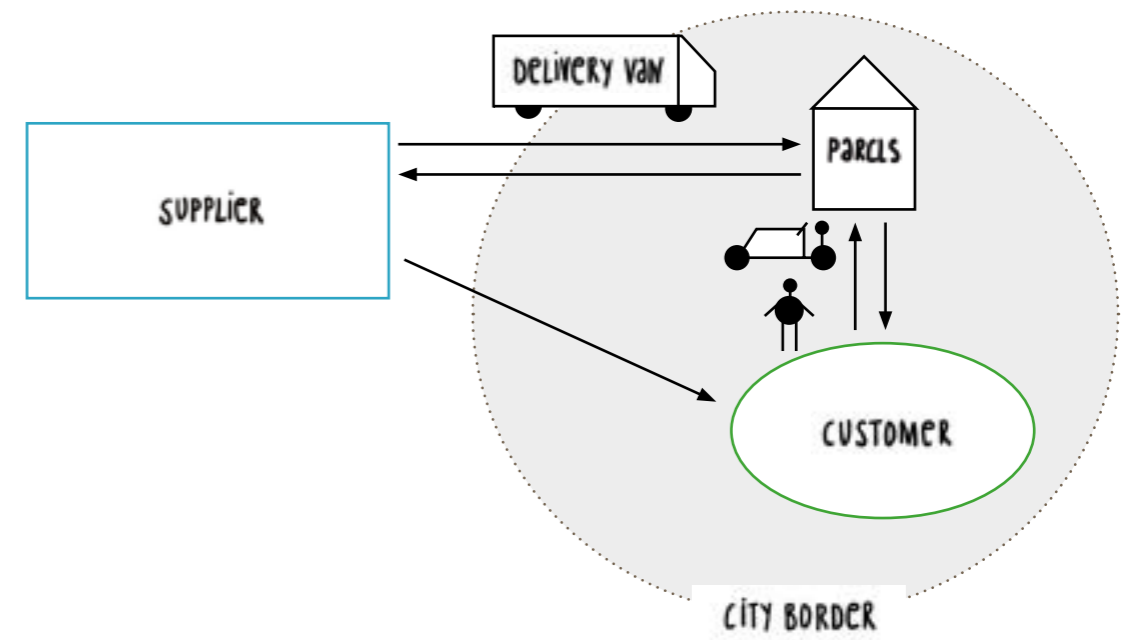 DELIVERY VAN
PARCLS
SUPPLIER
CUSTOMER
CITY BORDER